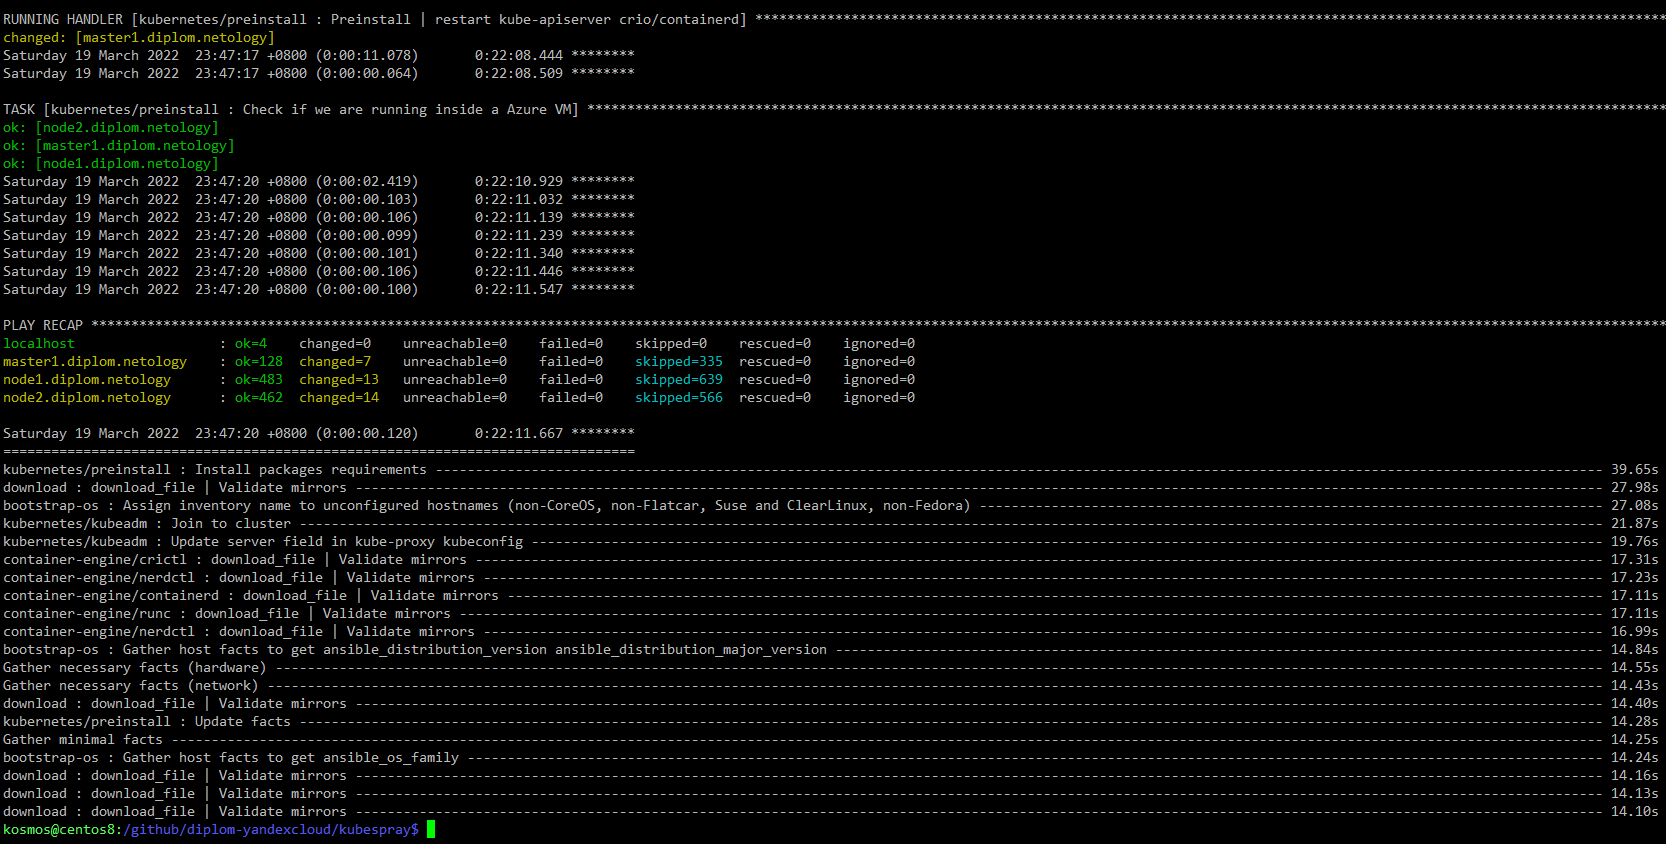 RUNNING HANDLER [kubernetes/preinstall : Preinstall | restart kube-apiserver crio/containerd] ******************************************************************************************************************
changed: [master1.diplom.netology]
Saturday 19 March 2022  23:47:17 +0800 (0:00:11.078)       0:22:08.444 ********
Saturday 19 March 2022  23:47:17 +0800 (0:00:00.064)       0:22:08.509 ********
TASK [kubernetes/preinstall : Check if we are running inside a Azure VM] ***************************************************************************************************************************************
ok: [node2.diplom.netology]
ok: [master1.diplom.netology]
ok: [node1.diplom.netology]
Saturday 19 March 2022  23:47:20 +0800 (0:00:02.419)       0:22:10.929 ********
Saturday 19 March 2022  23:47:20 +0800 (0:00:00.103)       0:22:11.032 ********
Saturday 19 March 2022  23:47:20 +0800 (0:00:00.106)       0:22:11.139 ********
Saturday 19 March 2022  23:47:20 +0800 (0:00:00.099)       0:22:11.239 ********
Saturday 19 March 2022  23:47:20 +0800 (0:00:00.101)       0:22:11.340 ********
Saturday 19 March 2022  23:47:20 +0800 (0:00:00.106)       0:22:11.446 ********
Saturday 19 March 2022  23:47:20 +0800 (0:00:00.100)       0:22:11.547 ********
PLAY RECAP *****************************************************************************************************************************************************************************************************
localhost                  : ok=4    changed=0    unreachable=0    failed=0    skipped=0    rescued=0    ignored=0
master1.diplom.netology    : ok=128  changed=7    unreachable=0    failed=0    skipped=335  rescued=0    ignored=0
node1.diplom.netology      : ok=483  changed=13   unreachable=0    failed=0    skipped=639  rescued=0    ignored=0
node2.diplom.netology      : ok=462  changed=14   unreachable=0    failed=0    skipped=566  rescued=0    ignored=0
Saturday 19 March 2022  23:47:20 +0800 (0:00:00.120)       0:22:11.667 ********
===============================================================================
kubernetes/preinstall : Install packages requirements ---------------------------------------- 39.65s
download : download_file | Validate mirrors ---------------------------------------- 27.98s
bootstrap-os : Assign inventory name to unconfigured hostnames (non-CoreOS, non-Flatcar, Suse and ClearLinux, non-Fedora) ---------------------------------------- 27.08s
kubernetes/kubeadm : Join to cluster ---------------------------------------- 21.87s
kubernetes/kubeadm : Update server field in kube-proxy kubeconfig ---------------------------------------- 19.76s
container-engine/crictl : download_file | Validate mirrors ---------------------------------------- 17.31s
container-engine/nerdctl : download_file | Validate mirrors ---------------------------------------- 17.23s
container-engine/containerd : download_file | Validate mirrors ---------------------------------------- 17.11s
container-engine/runc : download_file | Validate mirrors ---------------------------------------- 17.11s
container-engine/nerdctl : download_file | Validate mirrors ---------------------------------------- 16.99s
bootstrap-os : Gather host facts to get ansible_distribution_version ansible_distribution_major_version ---------------------------------------- 14.84s
Gather necessary facts (hardware) ---------------------------------------- 14.55s
Gather necessary facts (network) ---------------------------------------- 14.43s
download : download_file | Validate mirrors ---------------------------------------- 14.40s
kubernetes/preinstall : Update facts ---------------------------------------- 14.28s
Gather minimal facts ---------------------------------------- 14.25s
bootstrap-os : Gather host facts to get ansible_os_family ---------------------------------------- 14.24s
download : download_file | Validate mirrors ---------------------------------------- 14.16s
download : download_file | Validate mirrors ---------------------------------------- 14.13s
download : download_file | Validate mirrors ---------------------------------------- 14.10s
kosmos@centos8:/github/diplom-yandexcloud/kubespray$